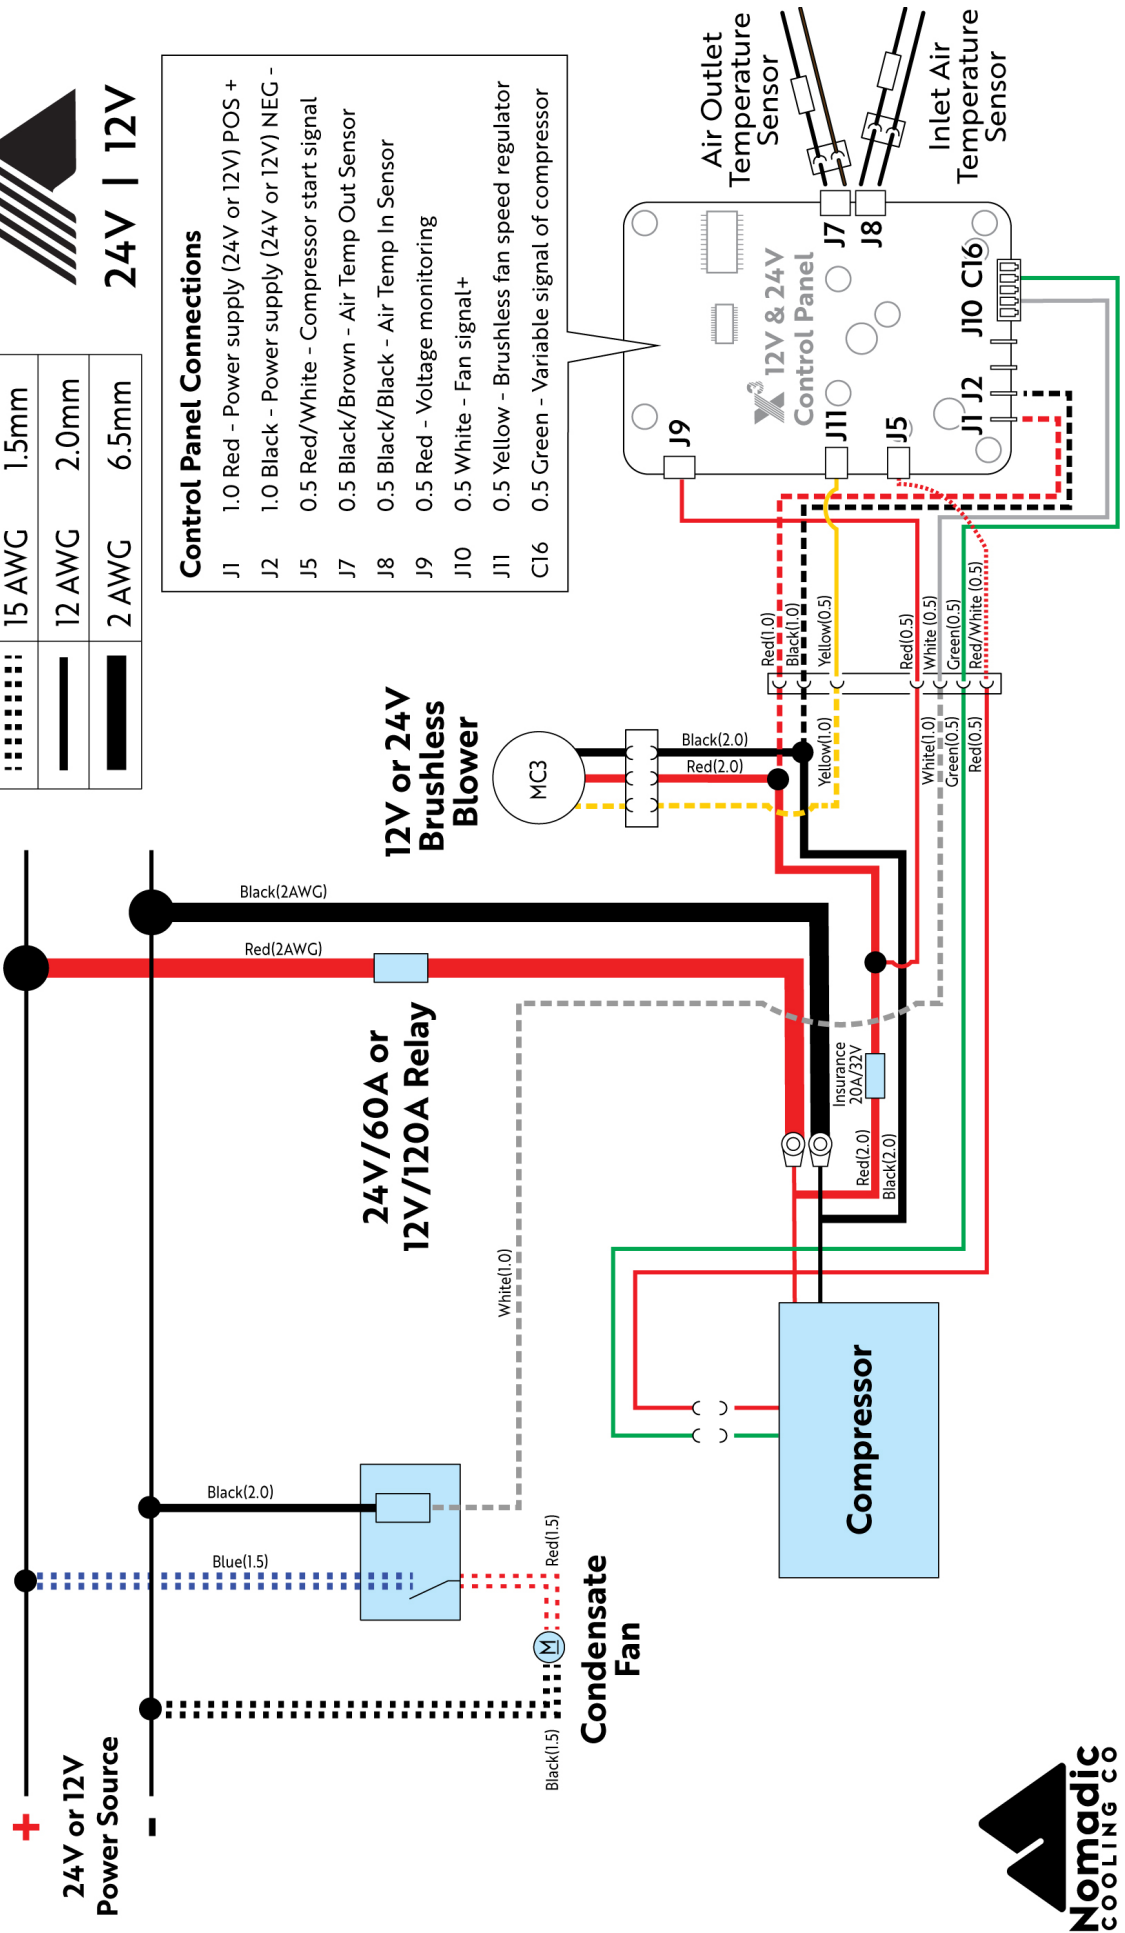 24V | 12V
15 AWG 1.5mm
12 AWG 2.0mm
2 AWG 6.5mm
Control Panel Connections
J1 1.0 Red - Power supply (24V or 12V) POS +
J2 1.0 Black - Power supply (24V or 12V) NEG -
J5 0.5 Red/White - Compressor start signal
J7 0.5 Black/Brown - Air Temp Out Sensor
J8 0.5 Black/Black - Air Temp In Sensor
J9 0.5 Red - Voltage monitoring
J10 0.5 White - Fan signal+
J11 0.5 Yellow - Brushless fan speed regulator
C16 0.5 Green - Variable signal of compressor
+
24V or 12V
Power Source
-
Black(2AWG)
Red(2AWG)
24V/60A or
12V/120A Relay
Black(2.0)
Blue(1.5)
Red(1.5)
Black(1.5)
M
Condensate
Fan
White(1.0)
12V or 24V
Brushless
Blower
MC3
Black(2.0)
Red(2.0)
Yellow(1.0)
White(1.0)
Green(0.5)
Red(0.5)
Red(1.0)
Black(1.0)
Yellow(0.5)
Red(0.5)
White (0.5)
Green(0.5)
Red/White (0.5)
Insurance
20A/32V
Red(2.0)
Black(2.0)
Compressor
J9
J11
J5
J1 J2 J10 C16
J7
J8
X3 12V & 24V
Control Panel
Air Outlet
Temperature
Sensor
Inlet Air
Temperature
Sensor
Nomadic
COOLING CO